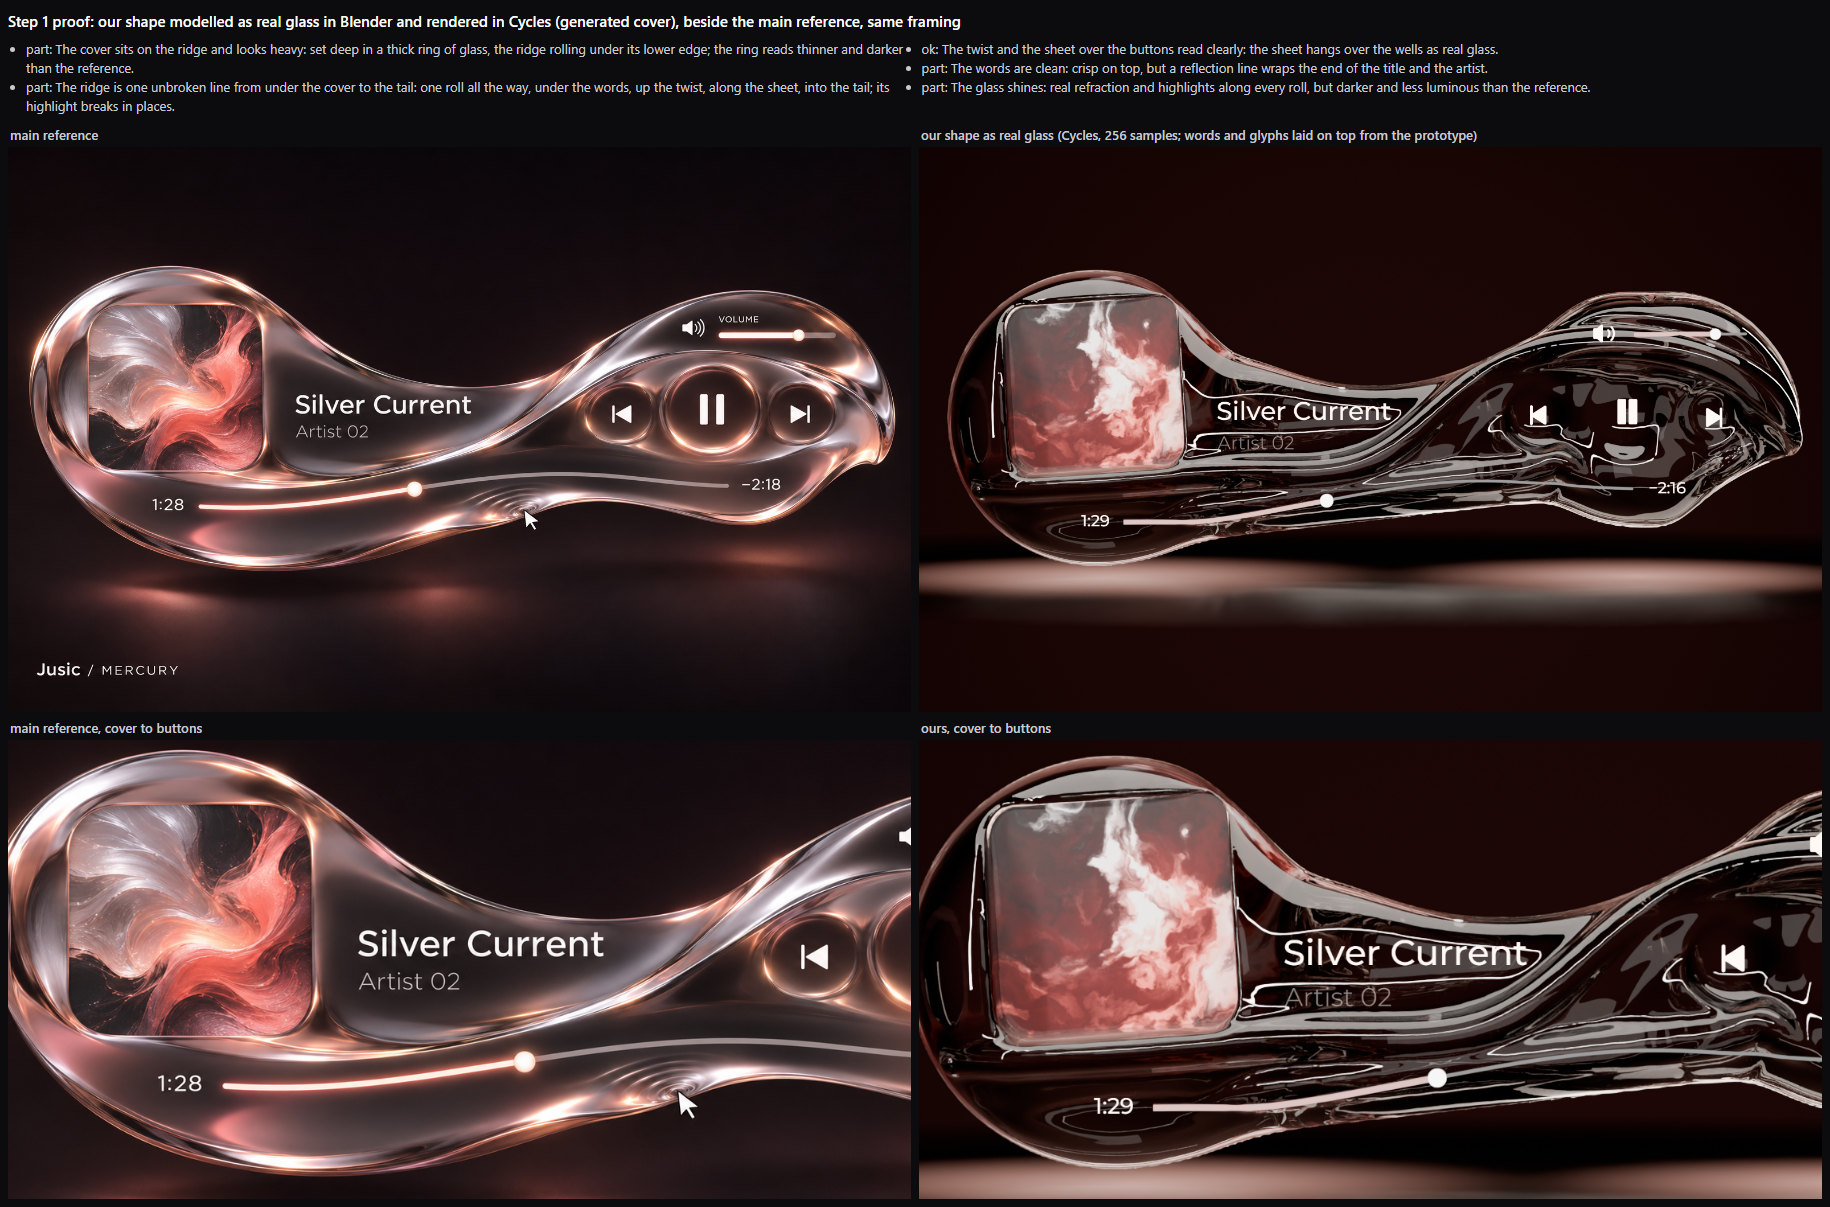 Step 1 proof: our shape modelled as real glass in Blender and rendered in Cycles (generated cover), beside the main reference, same framing
part: The cover sits on the ridge and looks heavy: set deep in a thick ring of glass, the ridge rolling under its lower edge; the ring reads thinner and darker
than the reference.
part: The ridge is one unbroken line from under the cover to the tail: one roll all the way, under the words, up the twist, along the sheet, into the tail; its
highlight breaks in places.
ok: The twist and the sheet over the buttons read clearly: the sheet hangs over the wells as real glass.
part: The words are clean: crisp on top, but a reflection line wraps the end of the title and the artist.
part: The glass shines: real refraction and highlights along every roll, but darker and less luminous than the reference.
main reference
VOLUME
Silver Current
Artist 02
1:28
−2:18
Jusic / MERCURY
our shape as real glass (Cycles, 256 samples; words and glyphs laid on top from the prototype)
Silver Current
Artist 02
1:29
−2:16
main reference, cover to buttons
Silver Current
Artist 02
1:28
ours, cover to buttons
Silver Current
Artist 02
1:29